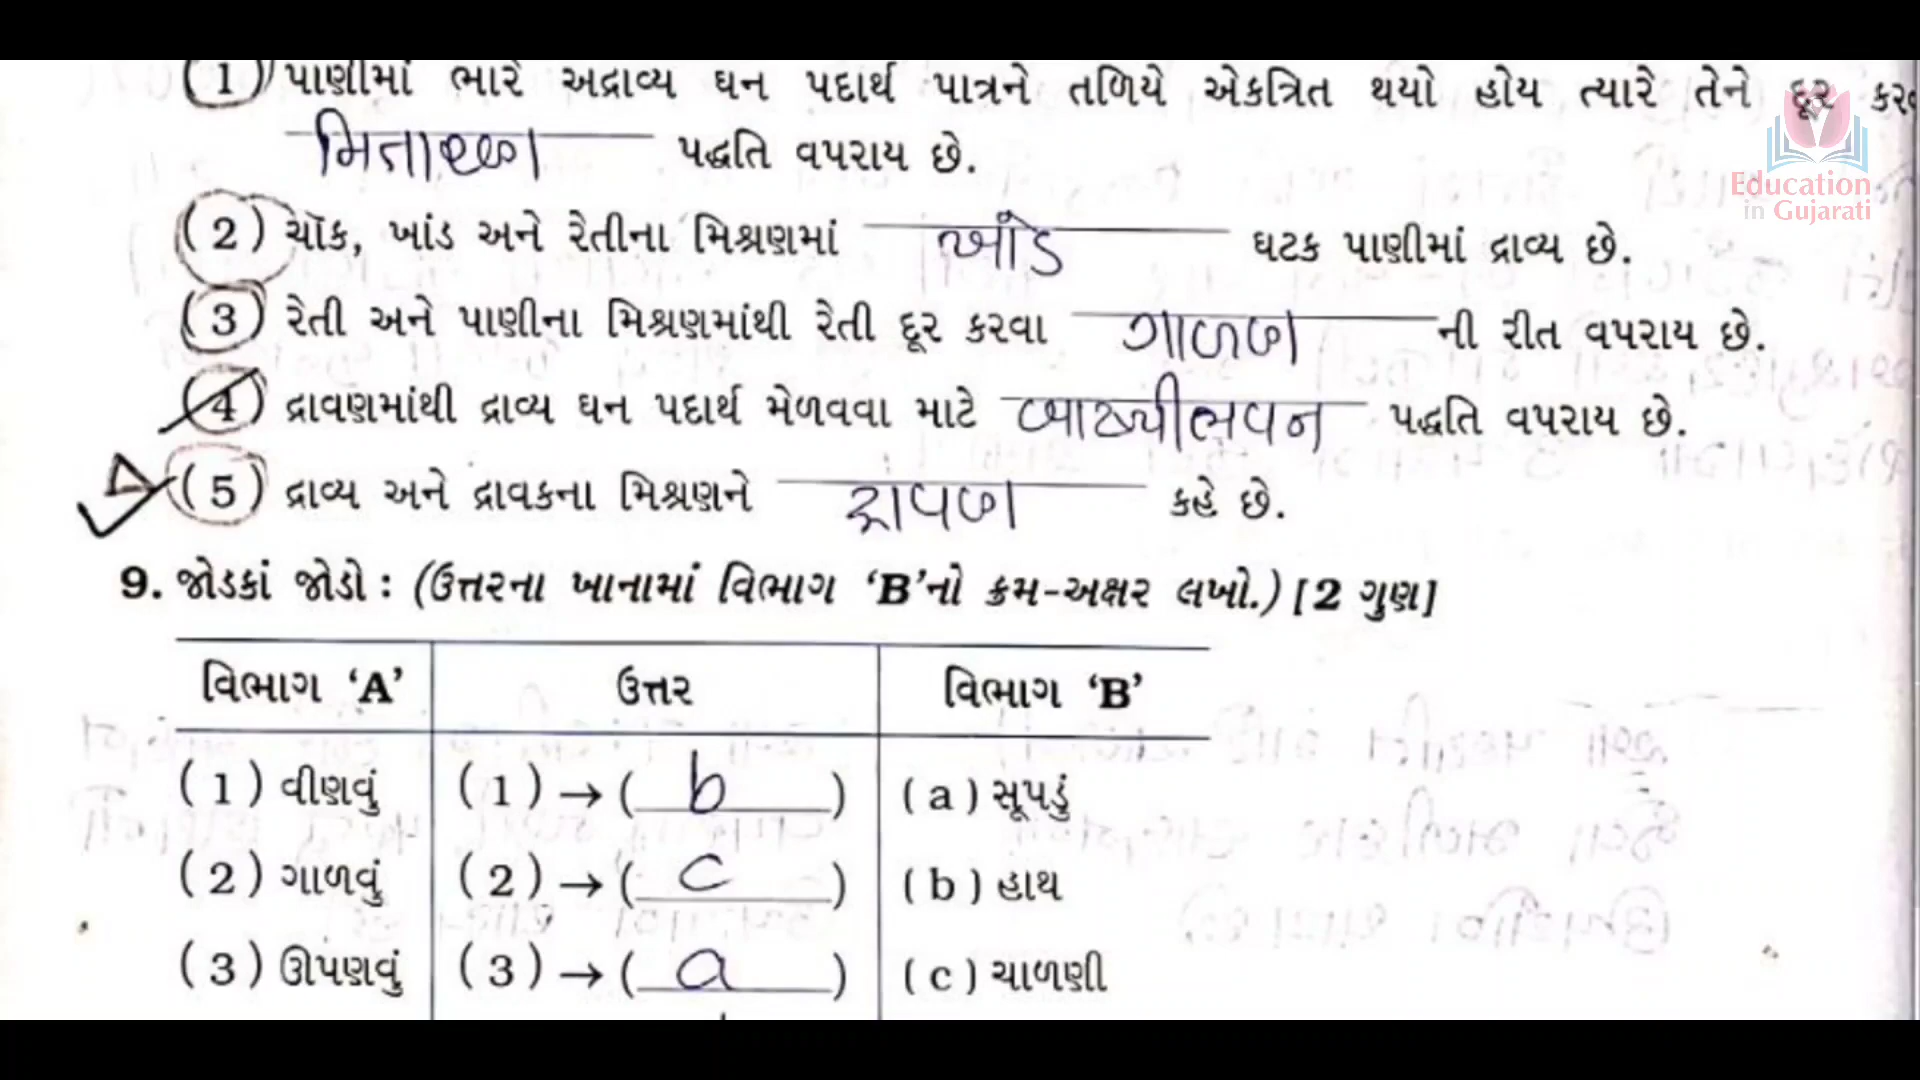 (1) પાણીમાં ભારે અદ્રાવ્ય ઘન પદાર્થ પાત્રને તળિયે એકત્રિત થયો હોય ત્યારે તેને દૂર
નિતારણ પદ્ધતિ વપરાય છે.
Education
in Gujarati
(2) ચૉક, ખાંડ અને રેતીના મિશ્રણમાં ખાંડ ઘટક પાણીમાં દ્રાવ્ય છે.
(3) રેતી અને પાણીના મિશ્રણમાંથી રેતી દૂર કરવા ગાળણ ની રીત વપરાય છે.
(4) દ્રાવણમાંથી દ્રાવ્ય ઘન પદાર્થ મેળવવા માટે બાષ્પીભવન પદ્ધતિ વપરાય છે.
(5) દ્રાવ્ય અને દ્રાવકના મિશ્રણને દ્રાવણ કહે છે.
9. જોડકાં જોડો : (ઉત્તરના ખાનામાં વિભાગ ‘B’નો ક્રમ-અક્ષર લખો.) [2 ગુણ]
વિભાગ ‘A’ ઉત્તર વિભાગ ‘B’
(1) વીણવું (1) → ( b ) (a) સૂપડું
(2) ગાળવું (2) → ( c ) (b) હાથ
(3) ઊપણવું (3) → ( a ) (c) ચાળણી